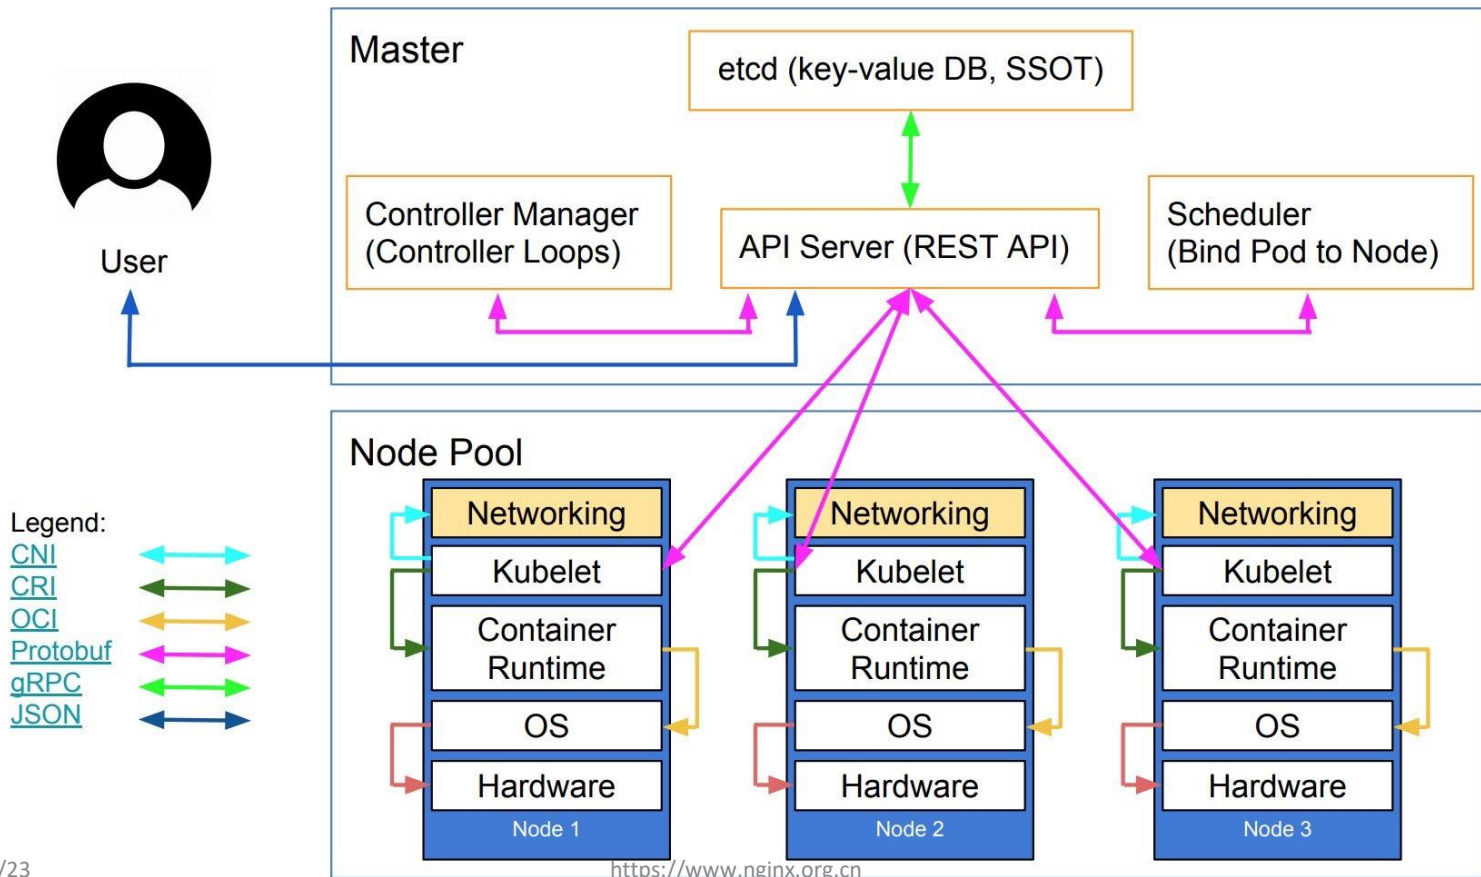 Master
etcd (key-value DB, SSOT)
Controller Manager
(Controller Loops)
API Server (REST API)
Scheduler
(Bind Pod to Node)
User
Node Pool
Networking
Kubelet
Container
Runtime
OS
Hardware
Node 1
Networking
Kubelet
Container
Runtime
OS
Hardware
Node 2
Networking
Kubelet
Container
Runtime
OS
Hardware
Node 3
Legend:
CNI
CRI
OCI
Protobuf
gRPC
JSON
/23
https://www.nginx.org.cn